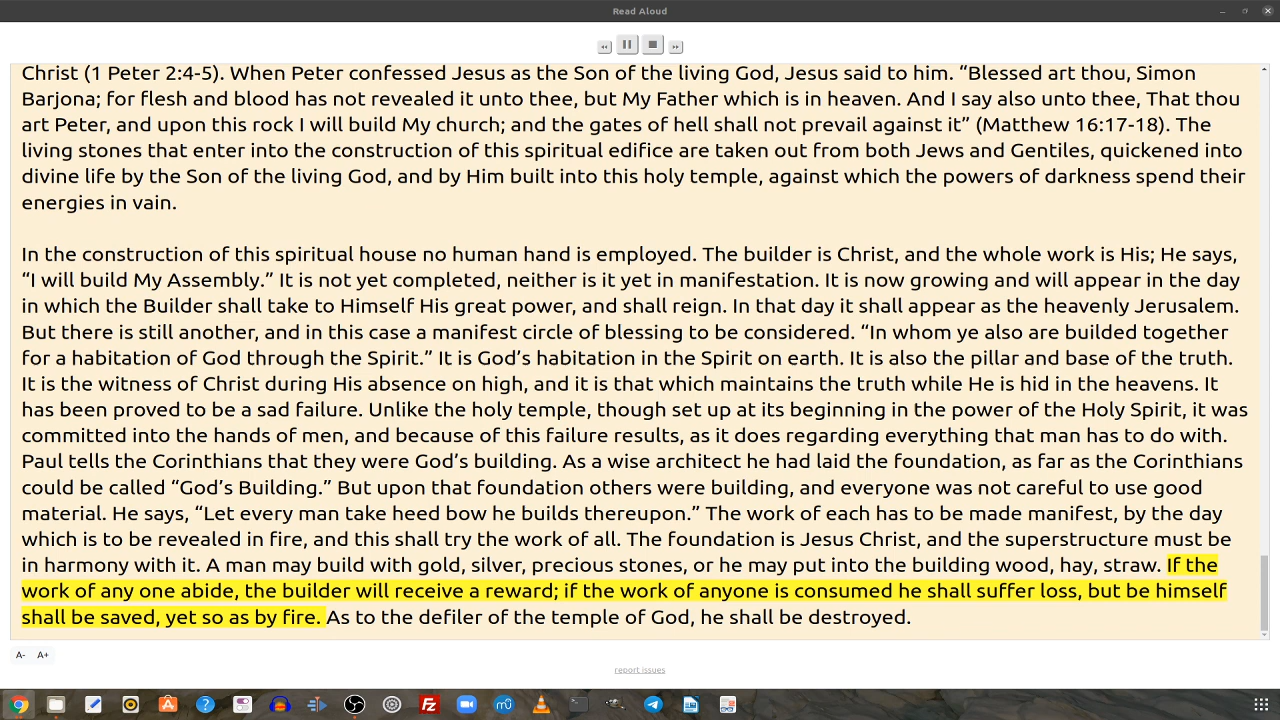 Read Aloud
Christ (1 Peter 2:4-5). When Peter confessed Jesus as the Son of the living God, Jesus said to him. “Blessed art thou, Simon
Barjona; for flesh and blood has not revealed it unto thee, but My Father which is in heaven. And I say also unto thee, That thou
art Peter, and upon this rock I will build My church; and the gates of hell shall not prevail against it” (Matthew 16:17-18). The
living stones that enter into the construction of this spiritual edifice are taken out from both Jews and Gentiles, quickened into
divine life by the Son of the living God, and by Him built into this holy temple, against which the powers of darkness spend their
energies in vain.
In the construction of this spiritual house no human hand is employed. The builder is Christ, and the whole work is His; He says,
“I will build My Assembly.” It is not yet completed, neither is it yet in manifestation. It is now growing and will appear in the day
in which the Builder shall take to Himself His great power, and shall reign. In that day it shall appear as the heavenly Jerusalem.
But there is still another, and in this case a manifest circle of blessing to be considered. “In whom ye also are builded together
for a habitation of God through the Spirit.” It is God’s habitation in the Spirit on earth. It is also the pillar and base of the truth.
It is the witness of Christ during His absence on high, and it is that which maintains the truth while He is hid in the heavens. It
has been proved to be a sad failure. Unlike the holy temple, though set up at its beginning in the power of the Holy Spirit, it was
committed into the hands of men, and because of this failure results, as it does regarding everything that man has to do with.
Paul tells the Corinthians that they were God’s building. As a wise architect he had laid the foundation, as far as the Corinthians
could be called “God’s Building.” But upon that foundation others were building, and everyone was not careful to use good
material. He says, “Let every man take heed bow he builds thereupon.” The work of each has to be made manifest, by the day
which is to be revealed in fire, and this shall try the work of all. The foundation is Jesus Christ, and the superstructure must be
in harmony with it. A man may build with gold, silver, precious stones, or he may put into the building wood, hay, straw. If the
work of any one abide, the builder will receive a reward; if the work of anyone is consumed he shall suffer loss, but be himself
shall be saved, yet so as by fire. As to the defiler of the temple of God, he shall be destroyed.
A- A+
report issues